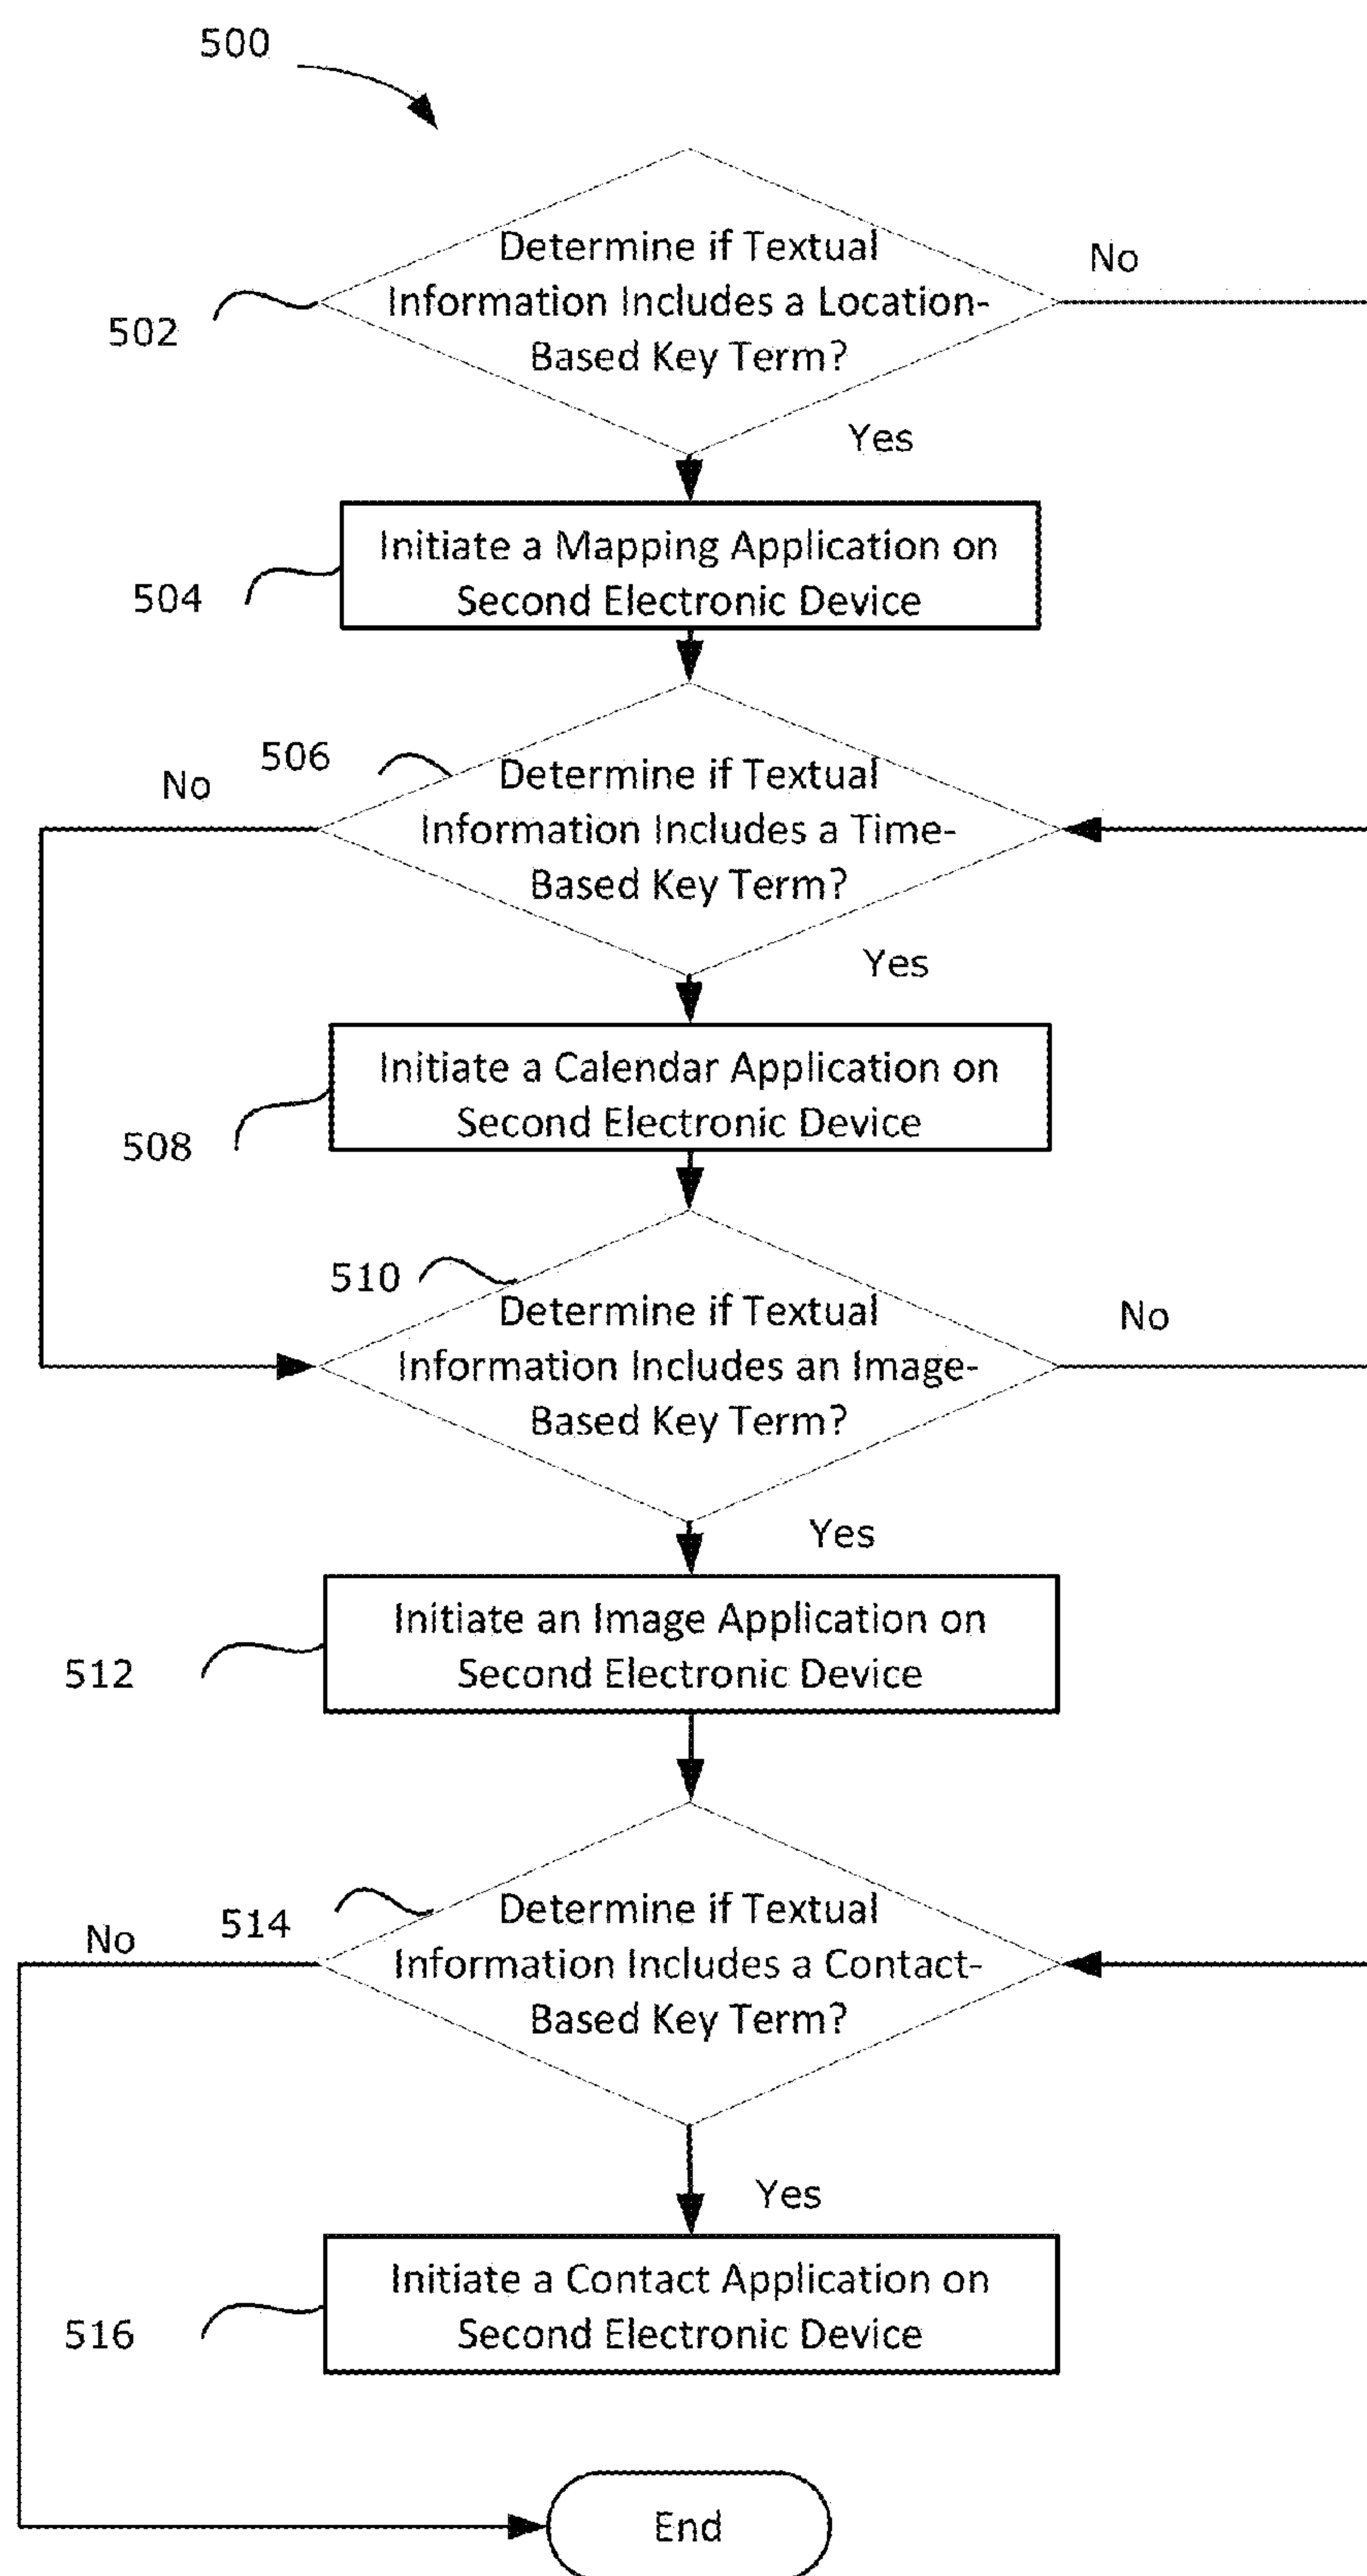 500
Determine if Textual
Information Includes a Location-
Based Key Term?
No
502
Yes
Initiate a Mapping Application on
Second Electronic Device
504
506
No
Determine if Textual
Information Includes a Time-
Based Key Term?
Yes
Initiate a Calendar Application on
Second Electronic Device
508
510
Determine if Textual
Information Includes an Image-
Based Key Term?
No
Yes
Initiate an Image Application on
Second Electronic Device
512
514
No
Determine if Textual
Information Includes a Contact-
Based Key Term?
Yes
Initiate a Contact Application on
Second Electronic Device
516
End